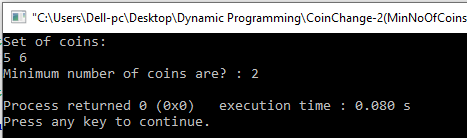 "C:\Users\Dell-pc\Desktop\Dynamic Programming\CoinChange-2(MinNoOfCoins
Set of coins:
5 6
Minimum number of coins are? : 2
Process returned 0 (0x0)   execution time : 0.080 s
Press any key to continue.